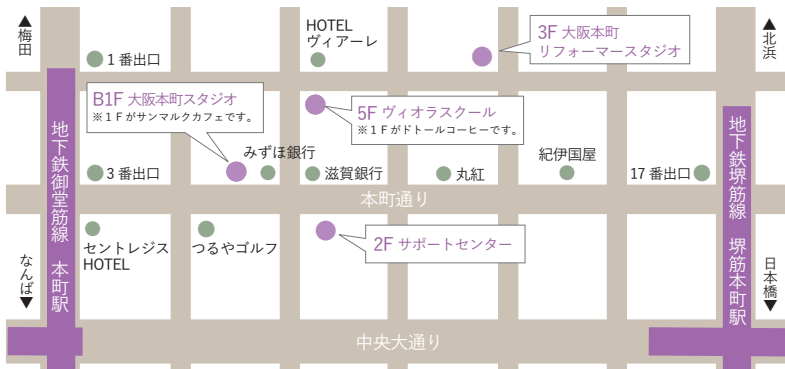 ▲梅田
HOTEL
ヴィアーレ
3F 大阪本町
リフォーマースタジオ
▲北浜
1 番出口
B1F 大阪本町スタジオ
※１Fがサンマルクカフェです。
5F ヴィオラスクール
※１Fがドトールコーヒーです。
地下鉄御堂筋線 本町駅
地下鉄堺筋線 堺筋本町駅
みずほ銀行
3 番出口
滋賀銀行
丸紅
紀伊国屋
17 番出口
本町通り
セントレジス
HOTEL
つるやゴルフ
2F サポートセンター
なんば▼
日本橋▼
中央大通り